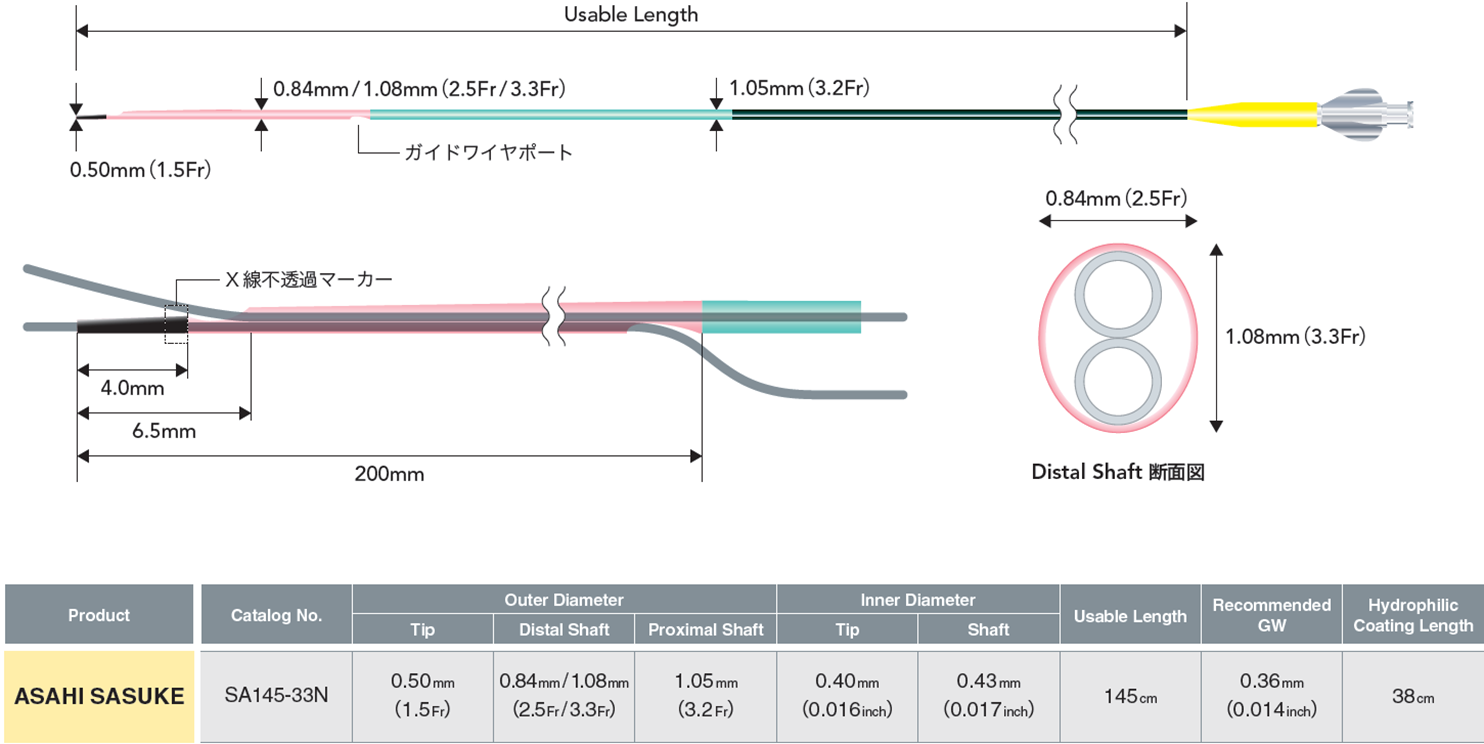 Usable Length
0.84mm/1.08mm(2.5Fr/3.3Fr)
1.05mm(3.2Fr)
ガイドワイヤポート
0.50mm(1.5Fr)
0.84mm(2.5Fr)
X線不透過マーカー
1.08mm(3.3Fr)
4.0mm
6.5mm
200mm
Distal Shaft 断面図
Product
Catalog No.
Outer Diameter
Inner Diameter
Usable Length
Recommended
GW
Hydrophilic
Coating Length
Tip
Distal Shaft
Proximal Shaft
Tip
Shaft
ASAHI SASUKE
SA145-33N
0.50mm
(1.5Fr)
0.84mm/1.08mm
(2.5Fr/3.3Fr)
1.05mm
(3.2Fr)
0.40mm
(0.016inch)
0.43mm
(0.017inch)
145cm
0.36mm
(0.014inch)
38cm